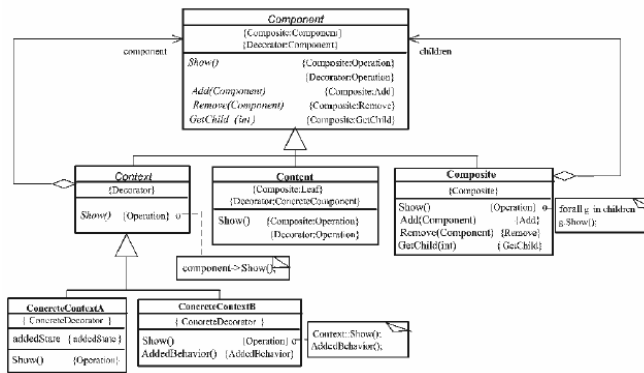 Component
{Composite:Component}
{Decorator:Component}
component
children
Show() {Composite:Operation}
{Decorator:Operation}
Add(Component) {Composite:Add}
Remove(Component) {Composite:Remove}
GetChild (int) {Composite:GetChild}
Context
{Decorator}
Show() {Operation}
Content
{Composite:Leaf}
{Decorator:ConcreteComponent}
Show() {Composite:Operation}
{Decorator:Operation}
Composite
{Composite}
Show() {Operation}
Add(Component) {Add}
Remove(Component) {Remove}
GetChild(int) {GetChild}
forall g in children
g.Show();
component->Show();
ConcreteContextA
{ ConcreteDecorator }
addedState {addedState}
Show() {Operation}
ConcreteContextB
{ ConcreteDecorator }
Show() {Operation}
AddedBehavior() {AddedBehavior}
Context::Show();
AddedBehavior();